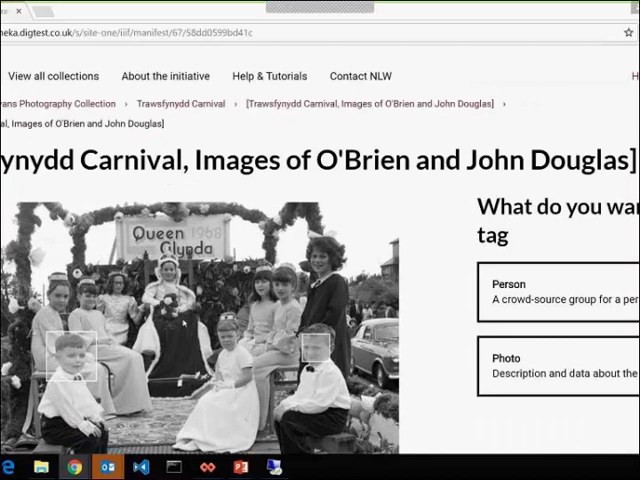 neka.digtest.co.uk/s/site-one/iiif/manifest/67/58dd0599bd41c
View all collections About the initiative Help & Tutorials Contact NLW H
vans Photography Collection › Trawsfynydd Carnival › [Trawsfynydd Carnival, Images of O'Brien and John Douglas] ›
al, Images of O'Brien and John Douglas]
ynydd Carnival, Images of O'Brien and John Douglas]
What do you wa
tag
Queen 1968
Glynda
Person
A crowd-source group for a per
Photo
Description and data about the